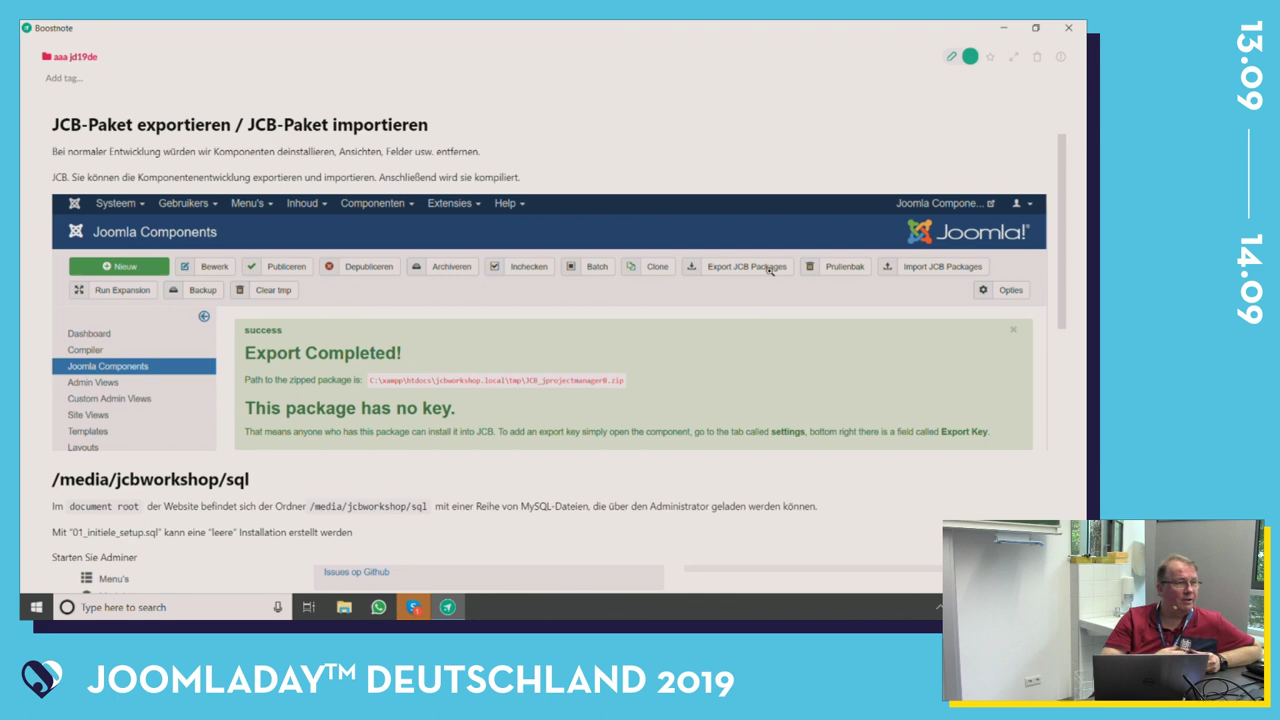 Boostnote
aaa jd19de
Add tag...
JCB-Paket exportieren / JCB-Paket importieren
Bei normaler Entwicklung würden wir Komponenten deinstallieren, Ansichten, Felder usw. entfernen.
JCB. Sie können die Komponentenentwicklung exportieren und importieren. Anschließend wird sie kompiliert.
Systeem Gebruikers Menu's Inhoud Componenten Extensies Help Joomla Compone...
Joomla Components Joomla!®
Nieuw Bewerk Publiceren Depubliceren Archiveren Inchecken Batch Clone Export JCB Packages Prullenbak Import JCB Packages
Run Expansion Backup Clear tmp Opties
Dashboard
Compiler
Joomla Components
Admin Views
Custom Admin Views
Site Views
Templates
Layouts
success
Export Completed!
Path to the zipped package is: C:\xampp\htdocs\jcbworkshop.local\tmp\JCB_jprojectmanager0.zip
This package has no key.
That means anyone who has this package can install it into JCB. To add an export key simply open the component, go to the tab called settings, bottom right there is a field called Export Key.
/media/jcbworkshop/sql
Im document root der Website befindet sich der Ordner /media/jcbworkshop/sql mit einer Reihe von MySQL-Dateien, die über den Administrator geladen werden können.
Mit "01_initiele_setup.sql" kann eine "leere" Installation erstellt werden
Starten Sie Adminer
Menu's
Issues op Github
Type here to search
13.09
14.09
JOOMLADAY™ DEUTSCHLAND 2019